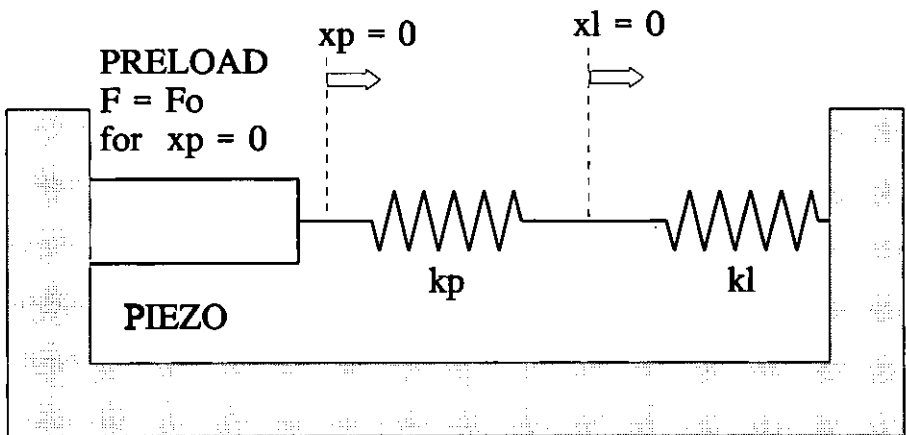 xp = 0
xl = 0
PRELOAD
F = Fo
for xp = 0
kp
kl
PIEZO